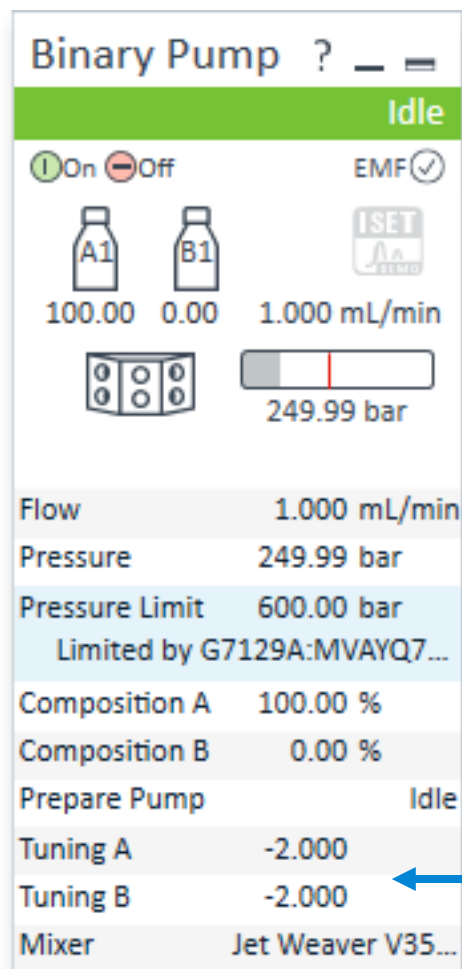 Binary Pump ?
Idle
On Off EMF
A1 B1 ISET
DEMO
100.00 0.00 1.000 mL/min
249.99 bar
Flow 1.000 mL/min
Pressure 249.99 bar
Pressure Limit 600.00 bar
Limited by G7129A:MVAYQ7...
Composition A 100.00 %
Composition B 0.00 %
Prepare Pump Idle
Tuning A -2.000
Tuning B -2.000
Mixer Jet Weaver V35...